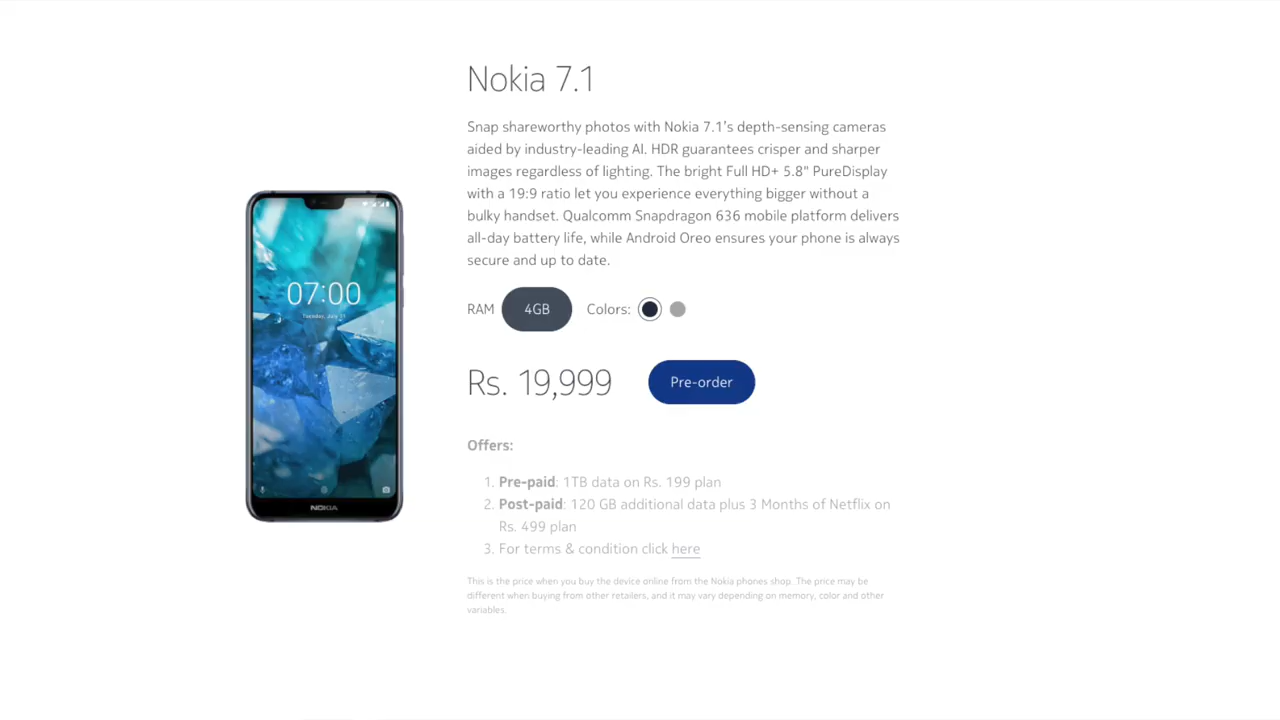 Nokia 7.1
Snap shareworthy photos with Nokia 7.1's depth-sensing cameras
aided by industry-leading AI. HDR guarantees crisper and sharper
images regardless of lighting. The bright Full HD+ 5.8" PureDisplay
with a 19:9 ratio let you experience everything bigger without a
bulky handset. Qualcomm Snapdragon 636 mobile platform delivers
all-day battery life, while Android Oreo ensures your phone is always
secure and up to date.
07:00
Tuesday, July 11
NOKIA
RAM 4GB Colors:
Rs. 19,999 Pre-order
Offers:
1. Pre-paid: 1TB data on Rs. 199 plan
2. Post-paid: 120 GB additional data plus 3 Months of Netflix on
Rs. 499 plan
3. For terms & condition click here
This is the price when you buy the device online from the Nokia phones shop. The price may be
different when buying from other retailers, and it may vary depending on memory, color and other
variables.